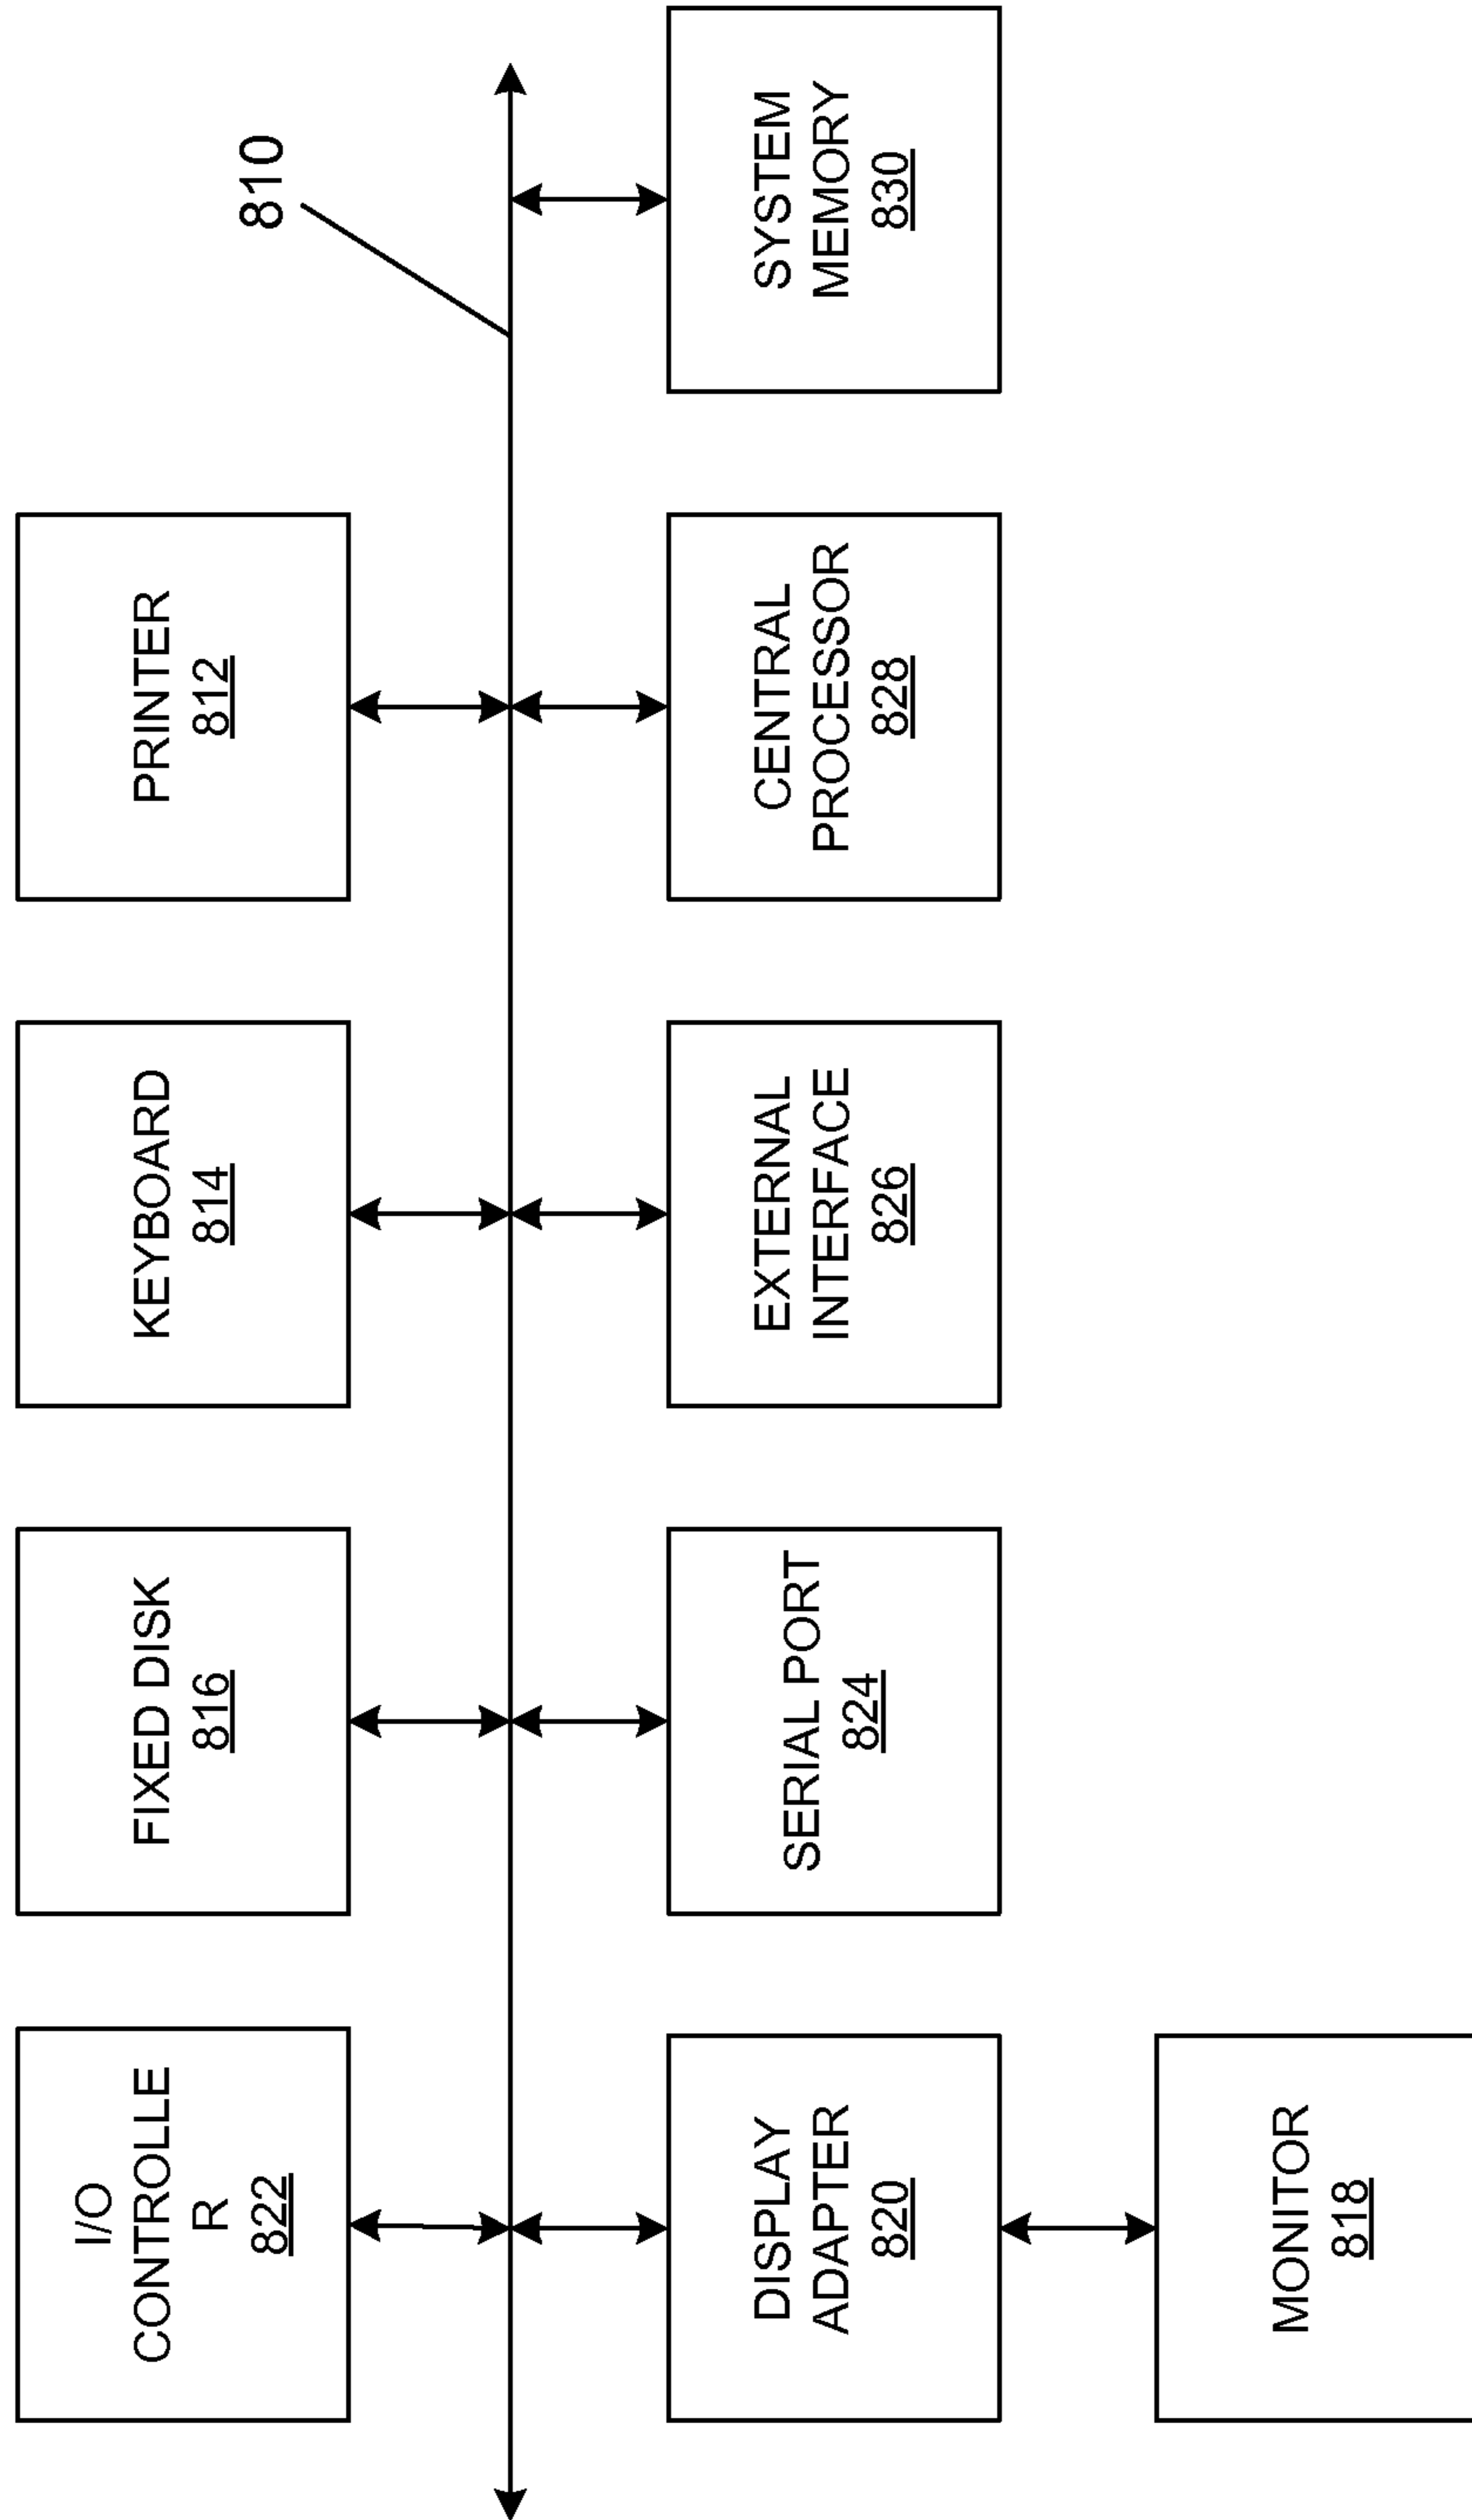 I/O
CONTROLLE
R
822
FIXED DISK
816
KEYBOARD
814
PRINTER
812
810
DISPLAY
ADAPTER
820
SERIAL PORT
824
EXTERNAL
INTERFACE
826
CENTRAL
PROCESSOR
828
SYSTEM
MEMORY
830
MONITOR
818